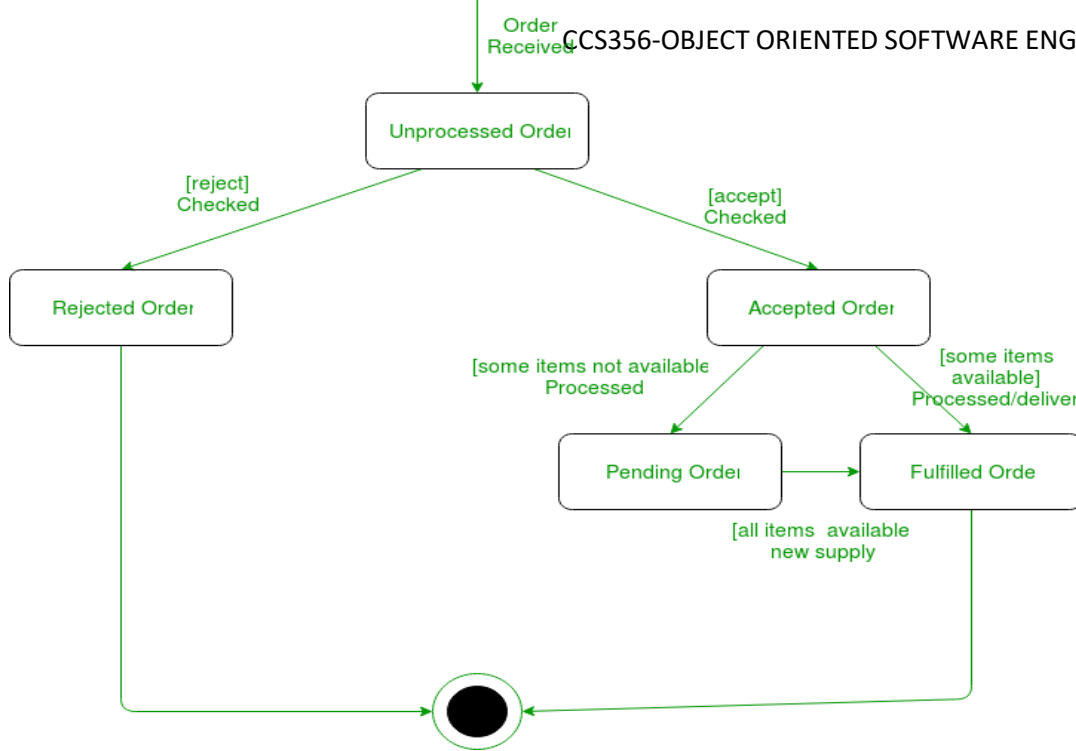 Order
Received
CCS356-OBJECT ORIENTED SOFTWARE ENG
Unprocessed Order
[reject]
Checked
[accept]
Checked
Rejected Order
Accepted Order
[some items not available
Processed
[some items
available]
Processed/deliver
Pending Order
Fulfilled Orde
[all items available
new supply